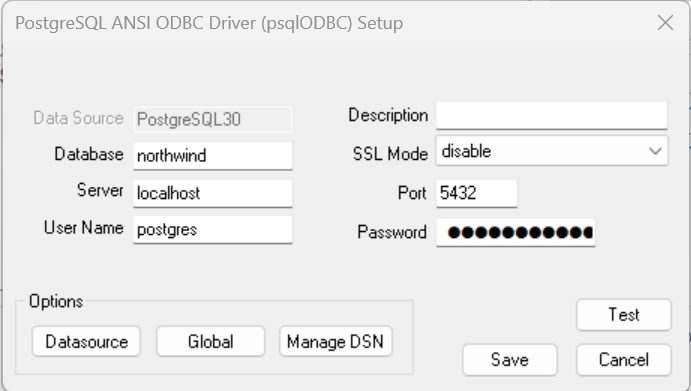 PostgreSQL ANSI ODBC Driver (psqlODBC) Setup
Data Source PostgreSQL30 Description
Database northwind SSL Mode disable
Server localhost Port 5432
User Name postgres Password ●●●●●●●●●●●
Options
Datasource Global Manage DSN
Test
Save Cancel